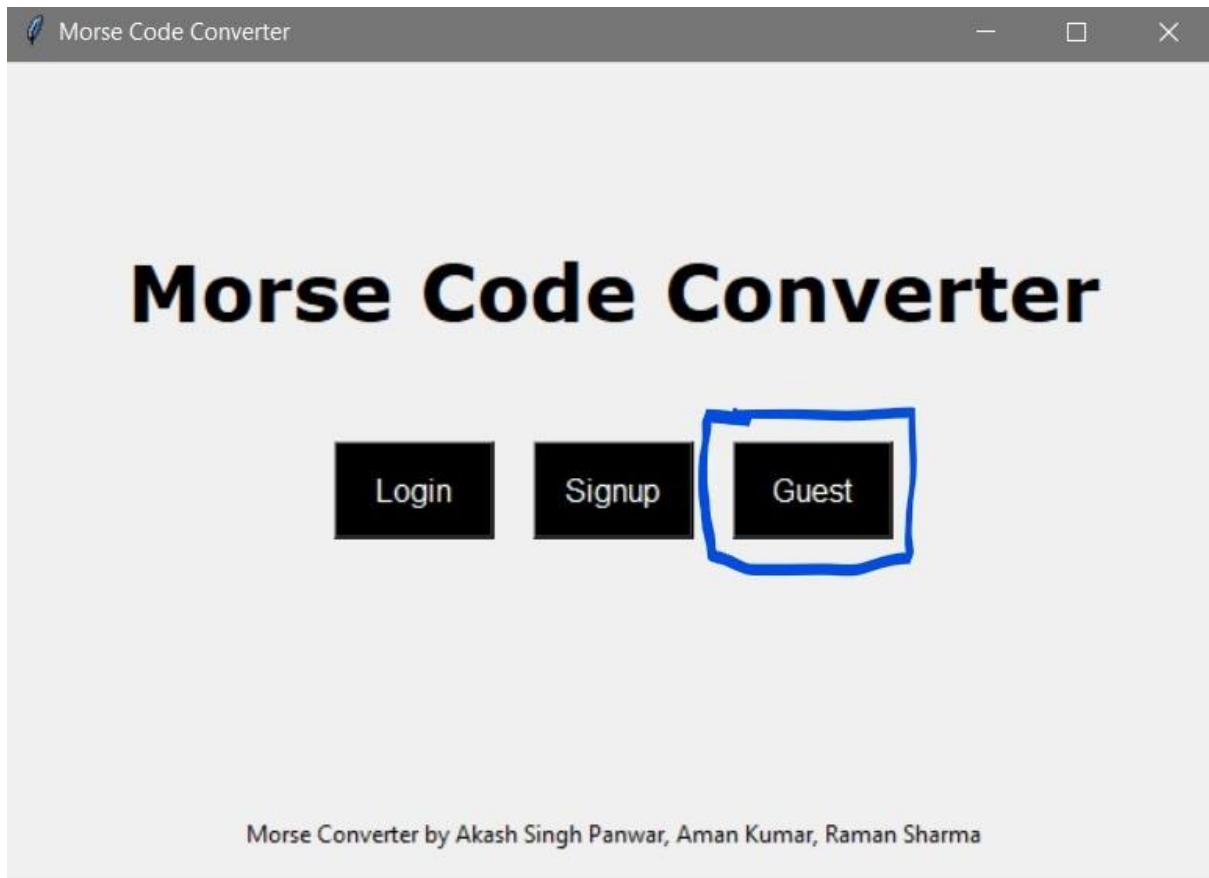 Morse Code Converter
Morse Code Converter
Login Signup Guest
Morse Converter by Akash Singh Panwar, Aman Kumar, Raman Sharma